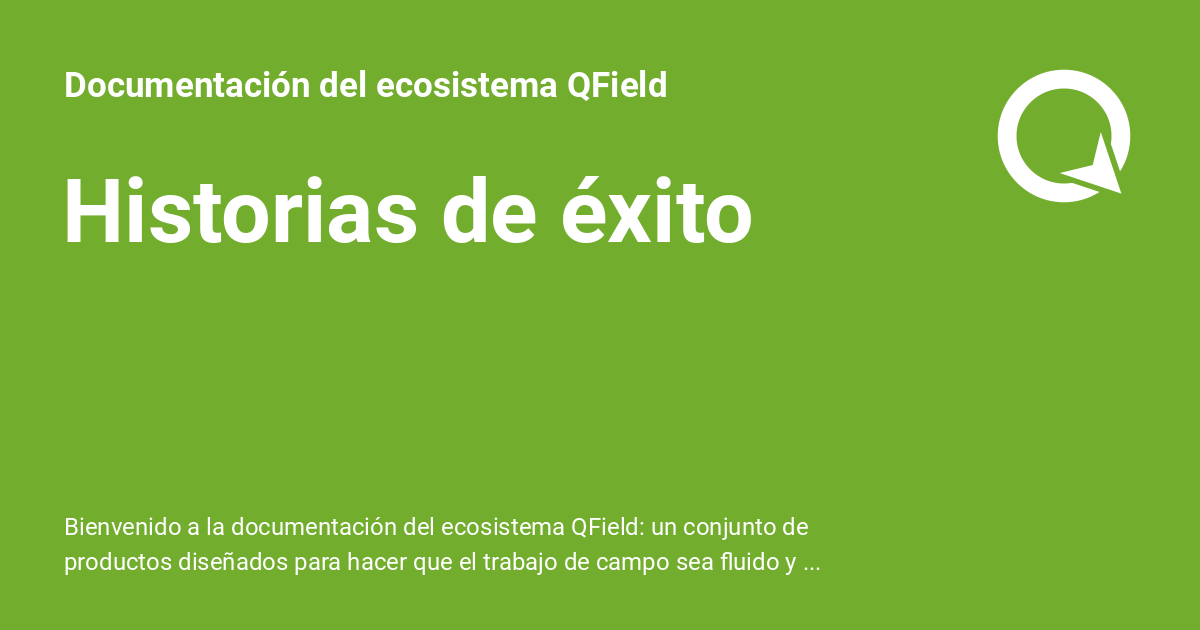 Documentación del ecosistema QField
Historias de éxito
Bienvenido a la documentación del ecosistema QField: un conjunto de
productos diseñados para hacer que el trabajo de campo sea fluido y ...